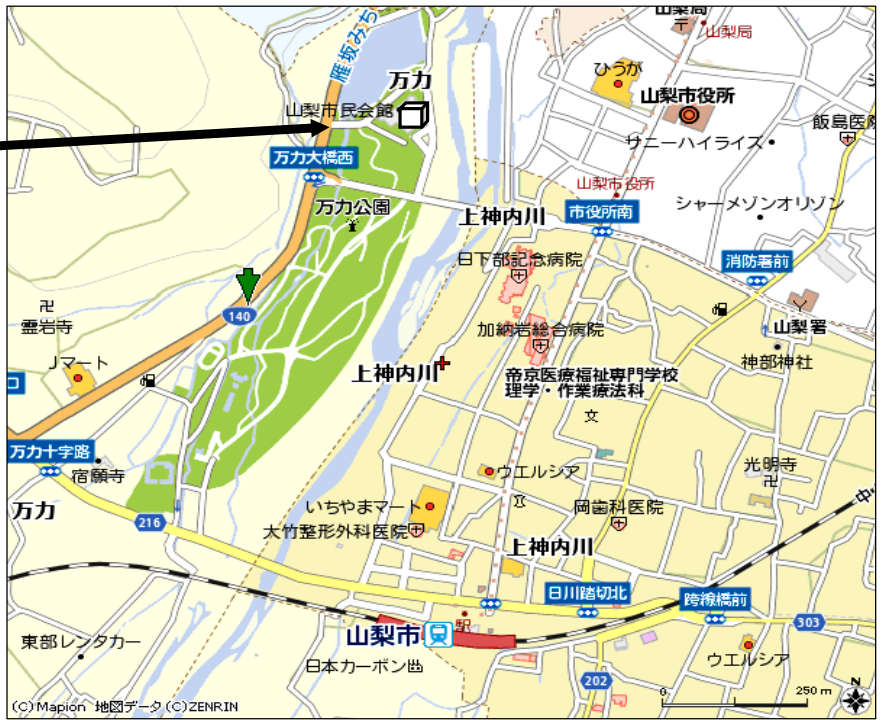 山梨局
山梨局
雁坂みち
万力
ひうが
山梨市民会館
山梨市役所
飯島医院
サニーハイライズ
万力大橋西
山梨市役所
万力公園
上神内川
市役所南
シャーメゾンオリゾン
日下部記念病院
消防署前
霊岩寺
140
加納岩総合病院
山梨署
Jマート
上神内川
神部神社
帝京医療福祉専門学校
理学・作業療法科
文
口
万力十字路
宿願寺
ウエルシア
光明寺
万力
いちやまマート
岡歯科医院
216
大竹整形外科医院
上神内川
中
日川踏切北
跨線橋前
駅
303
東部レンタカー
山梨市
日本カーボン
ウエルシア
202
0
250 m
N
(C)Mapion 地図データ(C)ZENRIN